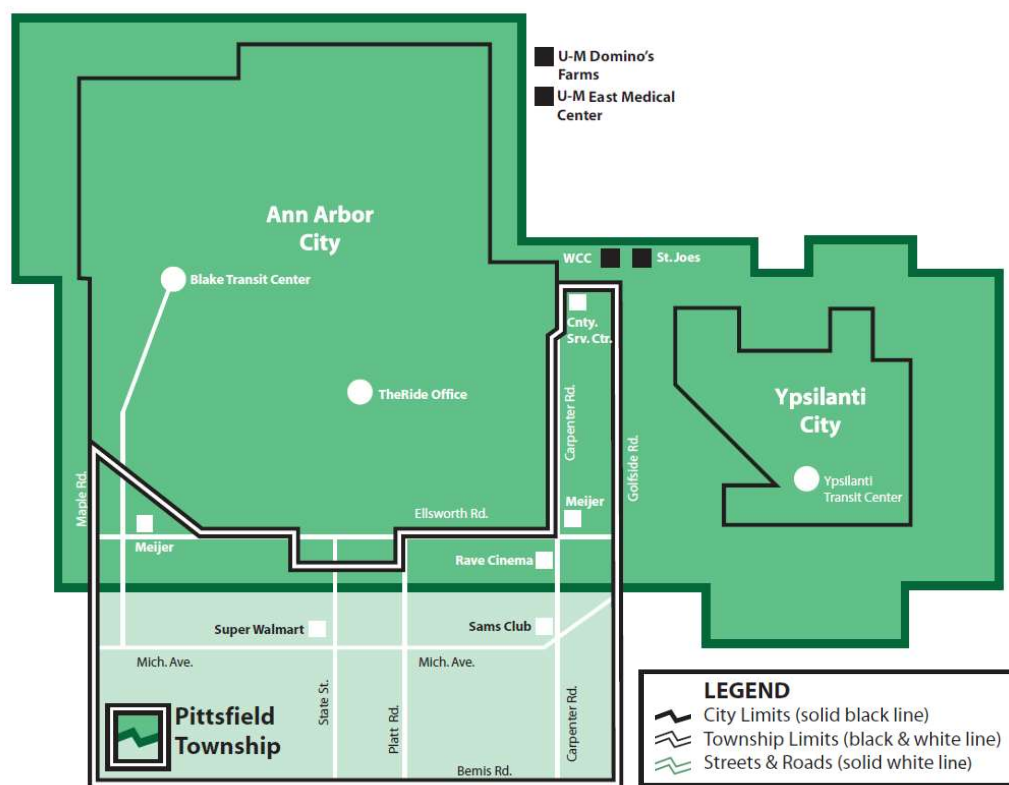 U-M Domino's
Farms
U-M East Medical
Center
Ann Arbor
City
WCC
St.Joes
Blake Transit Center
Cnty.
Srv. Ctr.
TheRide Office
Carpenter Rd.
Golfside Rd.
Ypsilanti
City
Ypsilanti
Transit Center
Maple Rd.
Meijer
Ellsworth Rd.
Meijer
Rave Cinema
Super Walmart
Sams Club
Mich. Ave.
Mich. Ave.
State St.
Platt Rd.
Carpenter Rd.
Pittsfield
Township
Bemis Rd.
LEGEND
City Limits (solid black line)
Township Limits (black & white line)
Streets & Roads (solid white line)